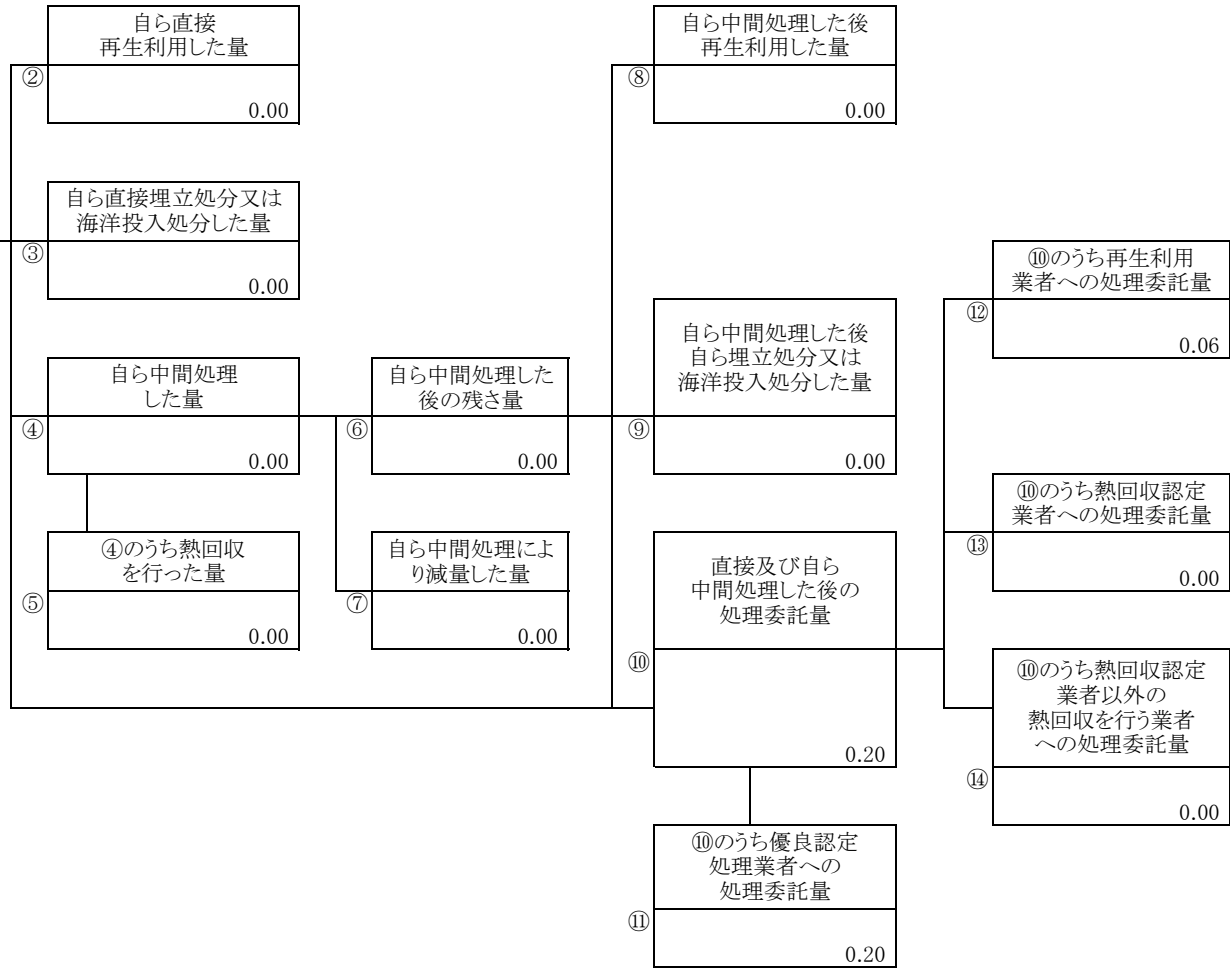 自ら直接
再生利用した量
②
0.00
自ら直接埋立処分又は
海洋投入処分した量
③
0.00
自ら中間処理
した量
④
0.00
④のうち熱回収
を行った量
⑤
0.00
自ら中間処理した
後の残さ量
⑥
0.00
自ら中間処理によ
り減量した量
⑦
0.00
自ら中間処理した後
再生利用した量
⑧
0.00
自ら中間処理した後
自ら埋立処分又は
海洋投入処分した量
⑨
0.00
直接及び自ら
中間処理した後の
処理委託量
⑩
0.20
⑩のうち優良認定
処理業者への
処理委託量
⑪
0.20
⑩のうち再生利用
業者への処理委託量
⑫
0.06
⑩のうち熱回収認定
業者への処理委託量
⑬
0.00
⑩のうち熱回収認定
業者以外の
熱回収を行う業者
への処理委託量
⑭
0.00